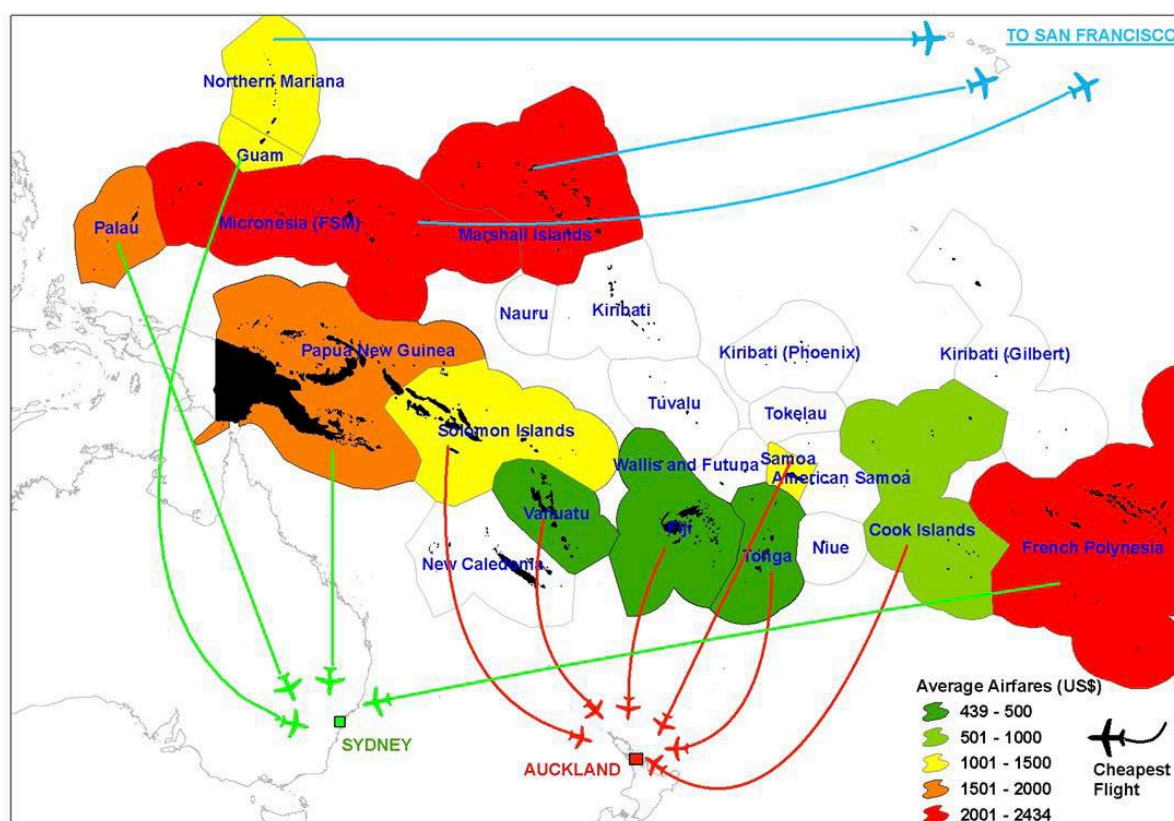 TO SAN FRANCISCO
Northern Mariana
Guam
Palau
Micronesia (FSM)
Marshall Islands
Nauru
Kiribati
Papua New Guinea
Kiribati (Phoenix)
Kiribati (Gilbert)
Tuvalu
Tokelau
Solomon Islands
Wallis and Futuna
Samoa
American Samoa
Vanuatu
Fiji
Tonga
Niue
Cook Islands
French Polynesia
New Caledonia
SYDNEY
AUCKLAND
Average Airfares (US$)
439 - 500
501 - 1000
1001 - 1500
1501 - 2000
2001 - 2434
Cheapest
Flight